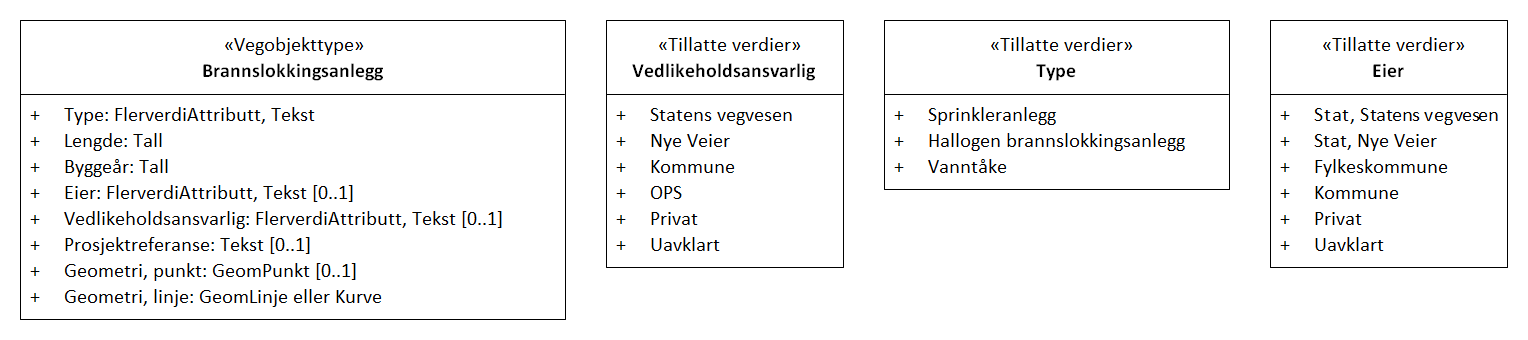 «Vegobjekttype»
Brannslokkingsanlegg
+ Type: FlerverdiAttributt, Tekst
+ Lengde: Tall
+ Byggeår: Tall
+ Eier: FlerverdiAttributt, Tekst [0..1]
+ Vedlikeholdsansvarlig: FlerverdiAttributt, Tekst [0..1]
+ Prosjektreferanse: Tekst [0..1]
+ Geometri, punkt: GeomPunkt [0..1]
+ Geometri, linje: GeomLinje eller Kurve
«Tillatte verdier»
Vedlikeholdsansvarlig
+ Statens vegvesen
+ Nye Veier
+ Kommune
+ OPS
+ Privat
+ Uavklart
«Tillatte verdier»
Type
+ Sprinkleranlegg
+ Hallogen brannslokkingsanlegg
+ Vanntåke
«Tillatte verdier»
Eier
+ Stat, Statens vegvesen
+ Stat, Nye Veier
+ Fylkeskommune
+ Kommune
+ Privat
+ Uavklart